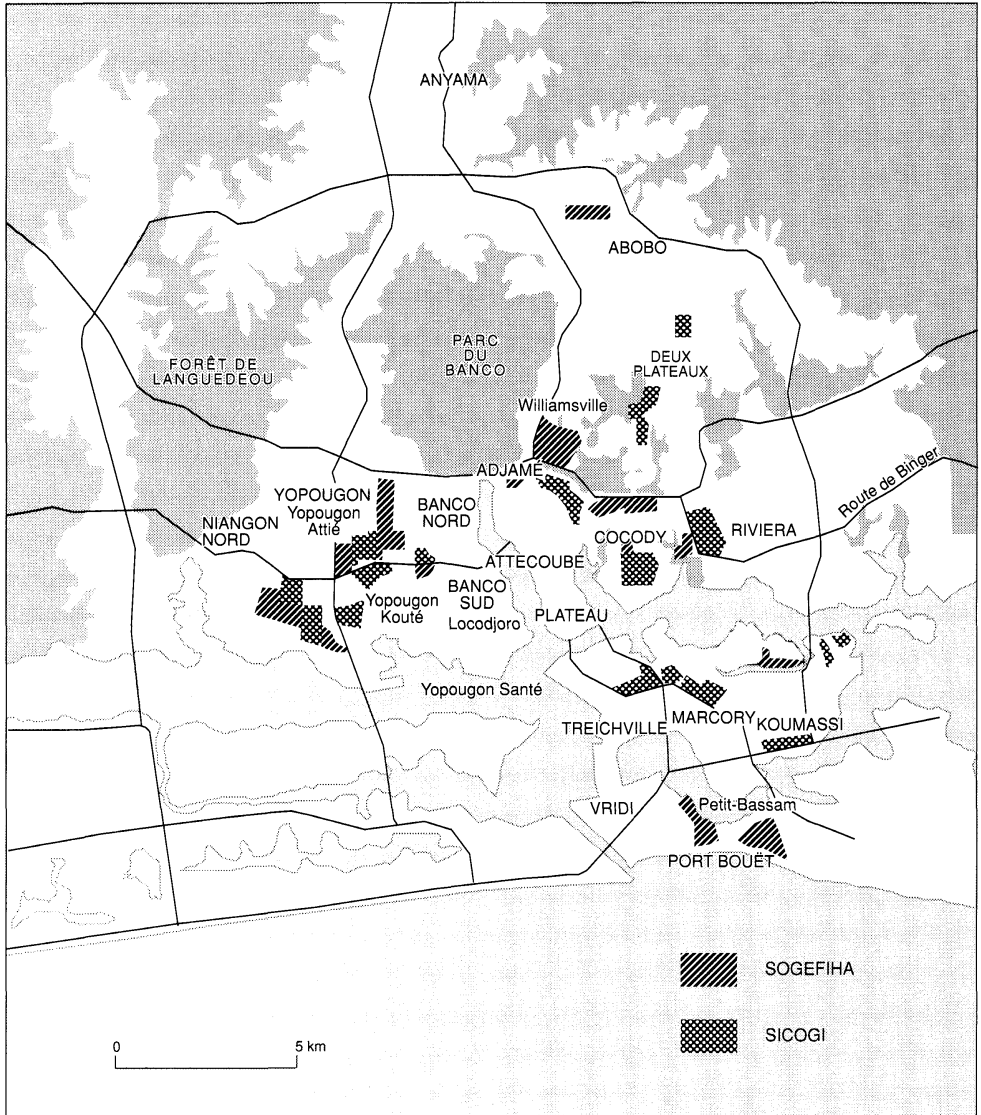 ANYAMA
ABOBO
FORÊT DE
LANGUEDEOU
PARC
DU
BANCO
DEUX
PLATEAUX
Williamsville
ADJAMÉ
Route de Binger
YOPOUGON
Yopougon
Attié
BANCO
NORD
NIANGON
NORD
COCODY
RIVIERA
ATTECOUBE
BANCO
SUD
Locodjoro
Yopougon
Kouté
PLATEAU
Yopougon Santé
TREICHVILLE
MARCORY
KOUMASSI
VRIDI
Petit-Bassam
PORT BOUËT
SOGEFIHA
SICOGI
0
5 km